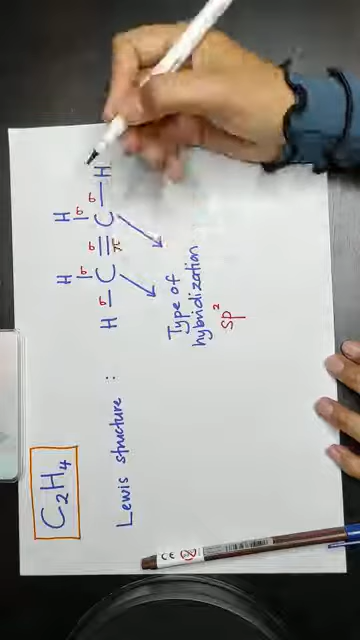 C₂H₄
Lewis structure :
H H
σ σ
H — C = C — H
σ σ π σ
Type of
hybridization
sp²